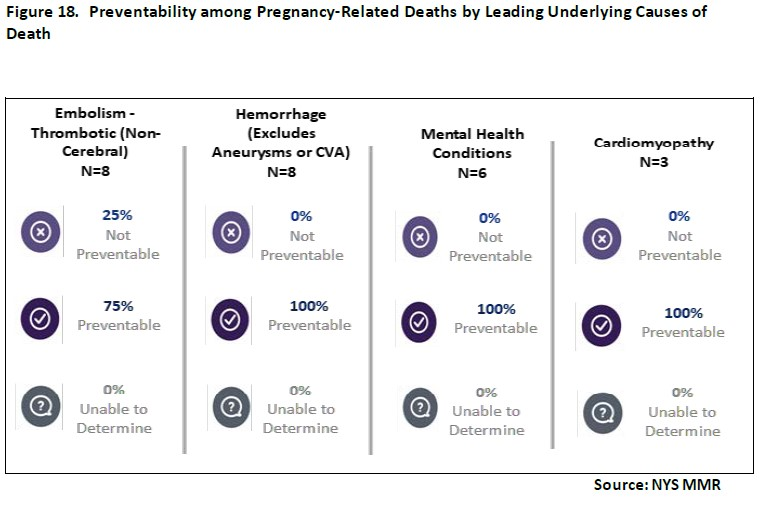 Figure 18. Preventability among Pregnancy-Related Deaths by Leading Underlying Causes of
Death
Embolism -
Thrombotic (Non-
Cerebral)
N=8
25%
Not
Preventable
75%
Preventable
0%
Unable to
Determine
Hemorrhage
(Excludes
Aneurysms or CVA)
N=8
0%
Not
Preventable
100%
Preventable
0%
Unable to
Determine
Mental Health
Conditions
N=6
0%
Not
Preventable
100%
Preventable
0%
Unable to
Determine
Cardiomyopathy
N=3
0%
Not
Preventable
100%
Preventable
0%
Unable to
Determine
Source: NYS MMR